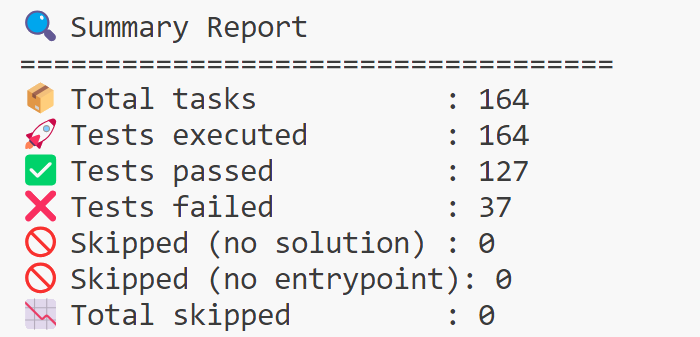 🔍 Summary Report
===================================
📦 Total tasks : 164
🚀 Tests executed : 164
✅ Tests passed : 127
❌ Tests failed : 37
🚫 Skipped (no solution) : 0
🚫 Skipped (no entrypoint): 0
📉 Total skipped : 0